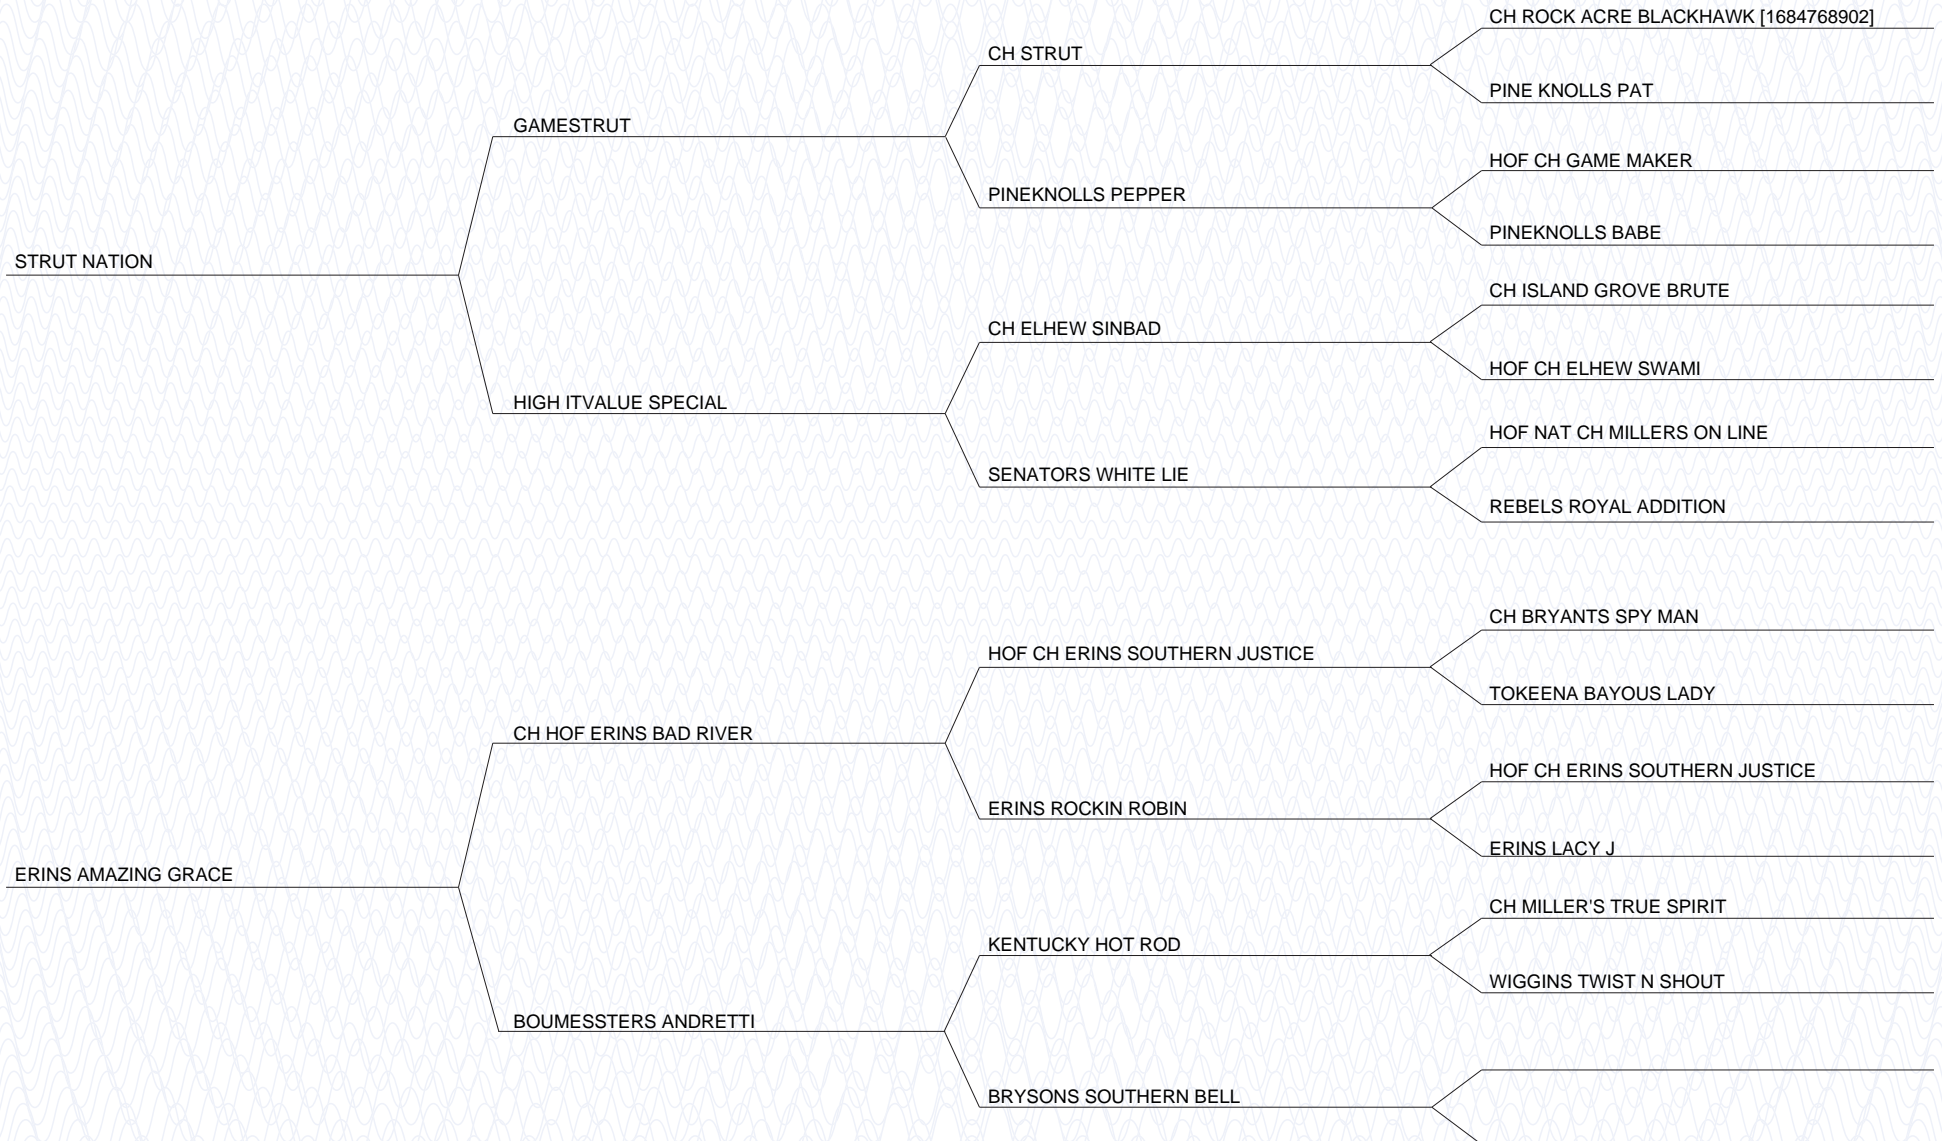 CH ROCK ACRE BLACKHAWK [1684768902]
CH STRUT
PINE KNOLLS PAT
GAMESTRUT
HOF CH GAME MAKER
PINEKNOLLS PEPPER
PINEKNOLLS BABE
STRUT NATION
CH ISLAND GROVE BRUTE
CH ELHEW SINBAD
HOF CH ELHEW SWAMI
HIGH ITVALUE SPECIAL
HOF NAT CH MILLERS ON LINE
SENATORS WHITE LIE
REBELS ROYAL ADDITION
CH BRYANTS SPY MAN
HOF CH ERINS SOUTHERN JUSTICE
TOKEENA BAYOUS LADY
CH HOF ERINS BAD RIVER
HOF CH ERINS SOUTHERN JUSTICE
ERINS ROCKIN ROBIN
ERINS LACY J
ERINS AMAZING GRACE
CH MILLER'S TRUE SPIRIT
KENTUCKY HOT ROD
WIGGINS TWIST N SHOUT
BOUMESSTERS ANDRETTI
BRYSONS SOUTHERN BELL